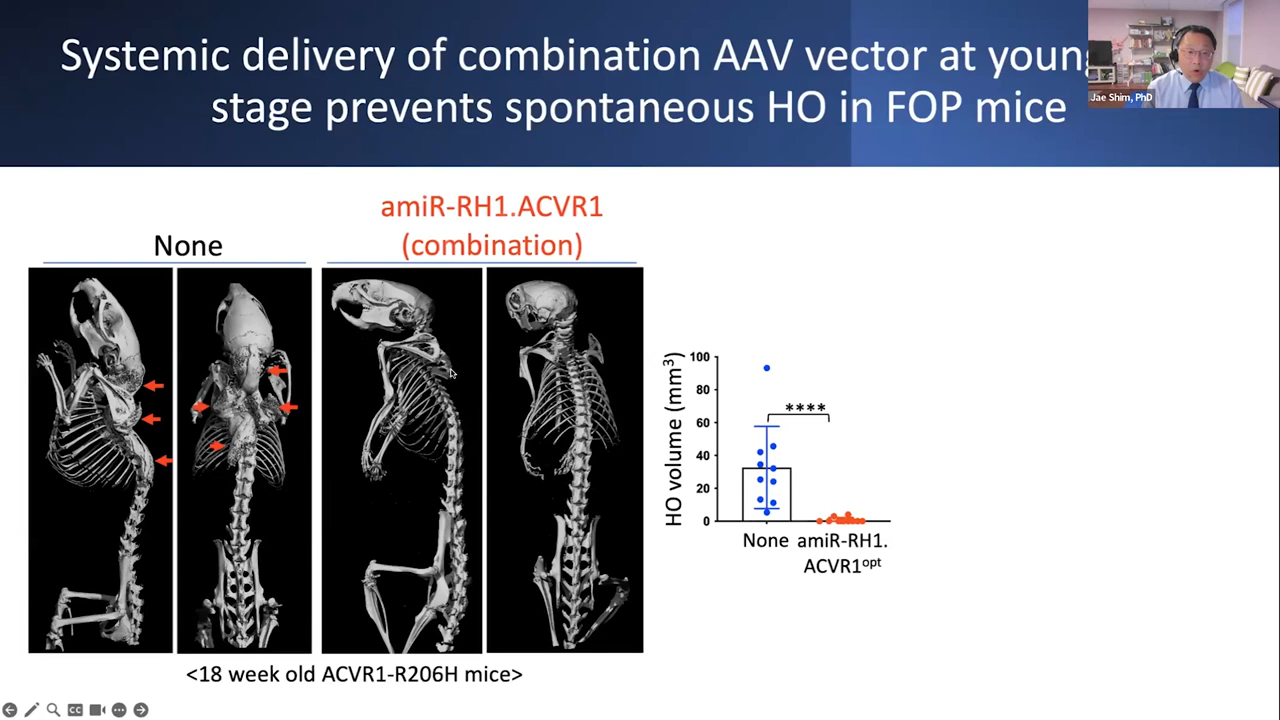 Systemic delivery of combination AAV vector at young
stage prevents spontaneous HO in FOP mice
Jae Shim, PhD
None
amiR-RH1.ACVR1
(combination)
<18 week old ACVR1-R206H mice>
HO volume (mm³)
100
80
60
40
20
0
****
None
amiR-RH1.
ACVR1ᵒᵖᵗ
CC